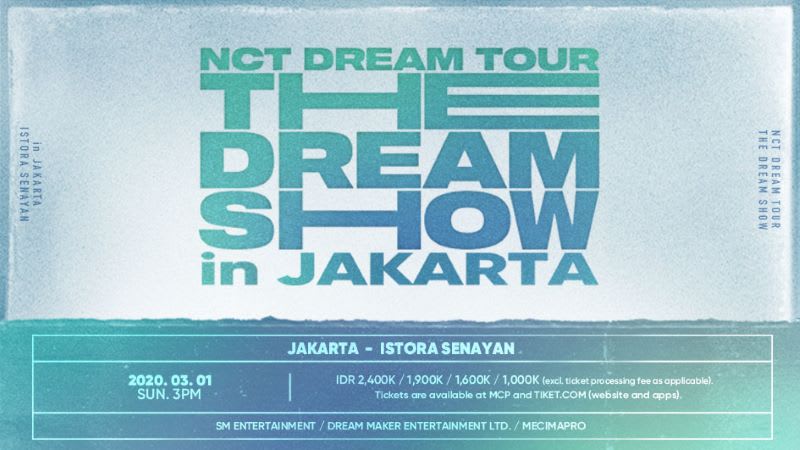 NCT DREAM TOUR
THE
DREAM
SHOW
in JAKARTA
in JAKARTA
ISTORA SENAYAN
NCT DREAM TOUR
THE DREAM SHOW
JAKARTA - ISTORA SENAYAN
2020. 03. 01
SUN. 3PM
IDR 2,400K / 1,900K / 1,600K / 1,000K (excl. ticket processing fee as applicable).
Tickets are available at MCP and TIKET.COM (website and apps).
SM ENTERTAINMENT / DREAM MAKER ENTERTAINMENT LTD. / MECIMAPRO